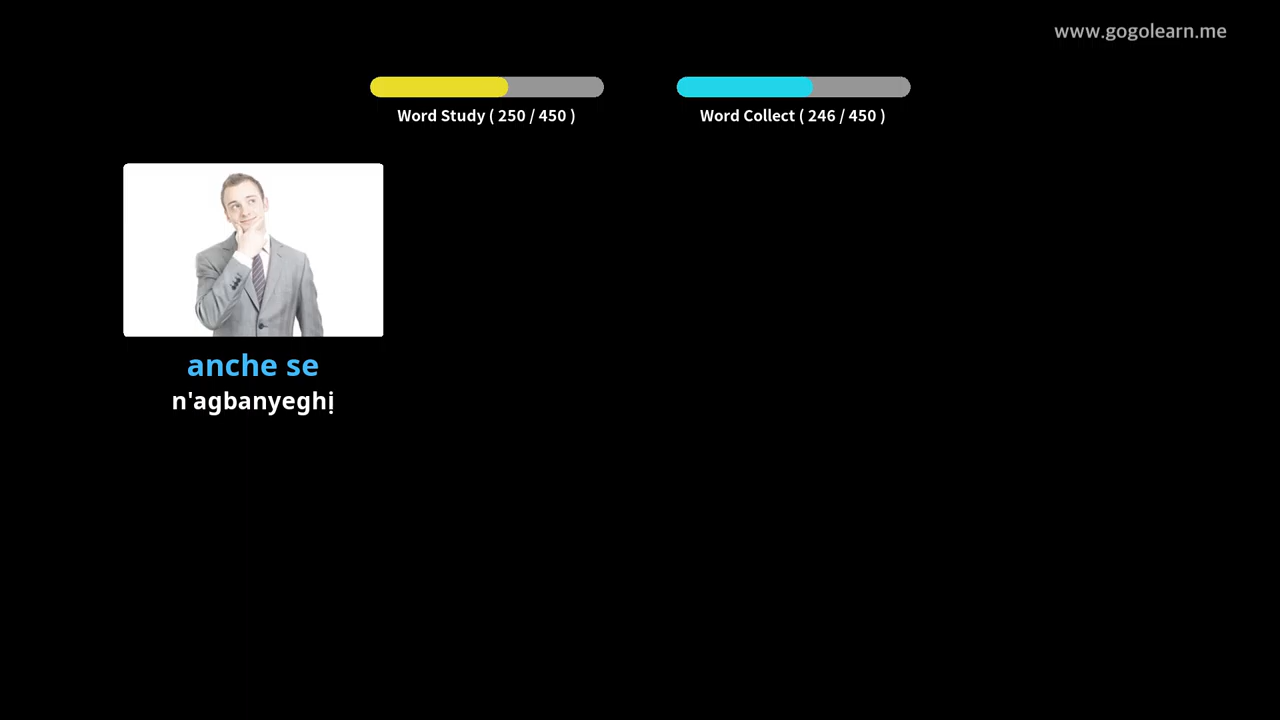 www.gogolearn.me
Word Study ( 250 / 450 )
Word Collect ( 246 / 450 )
anche se
n'agbanyeghị